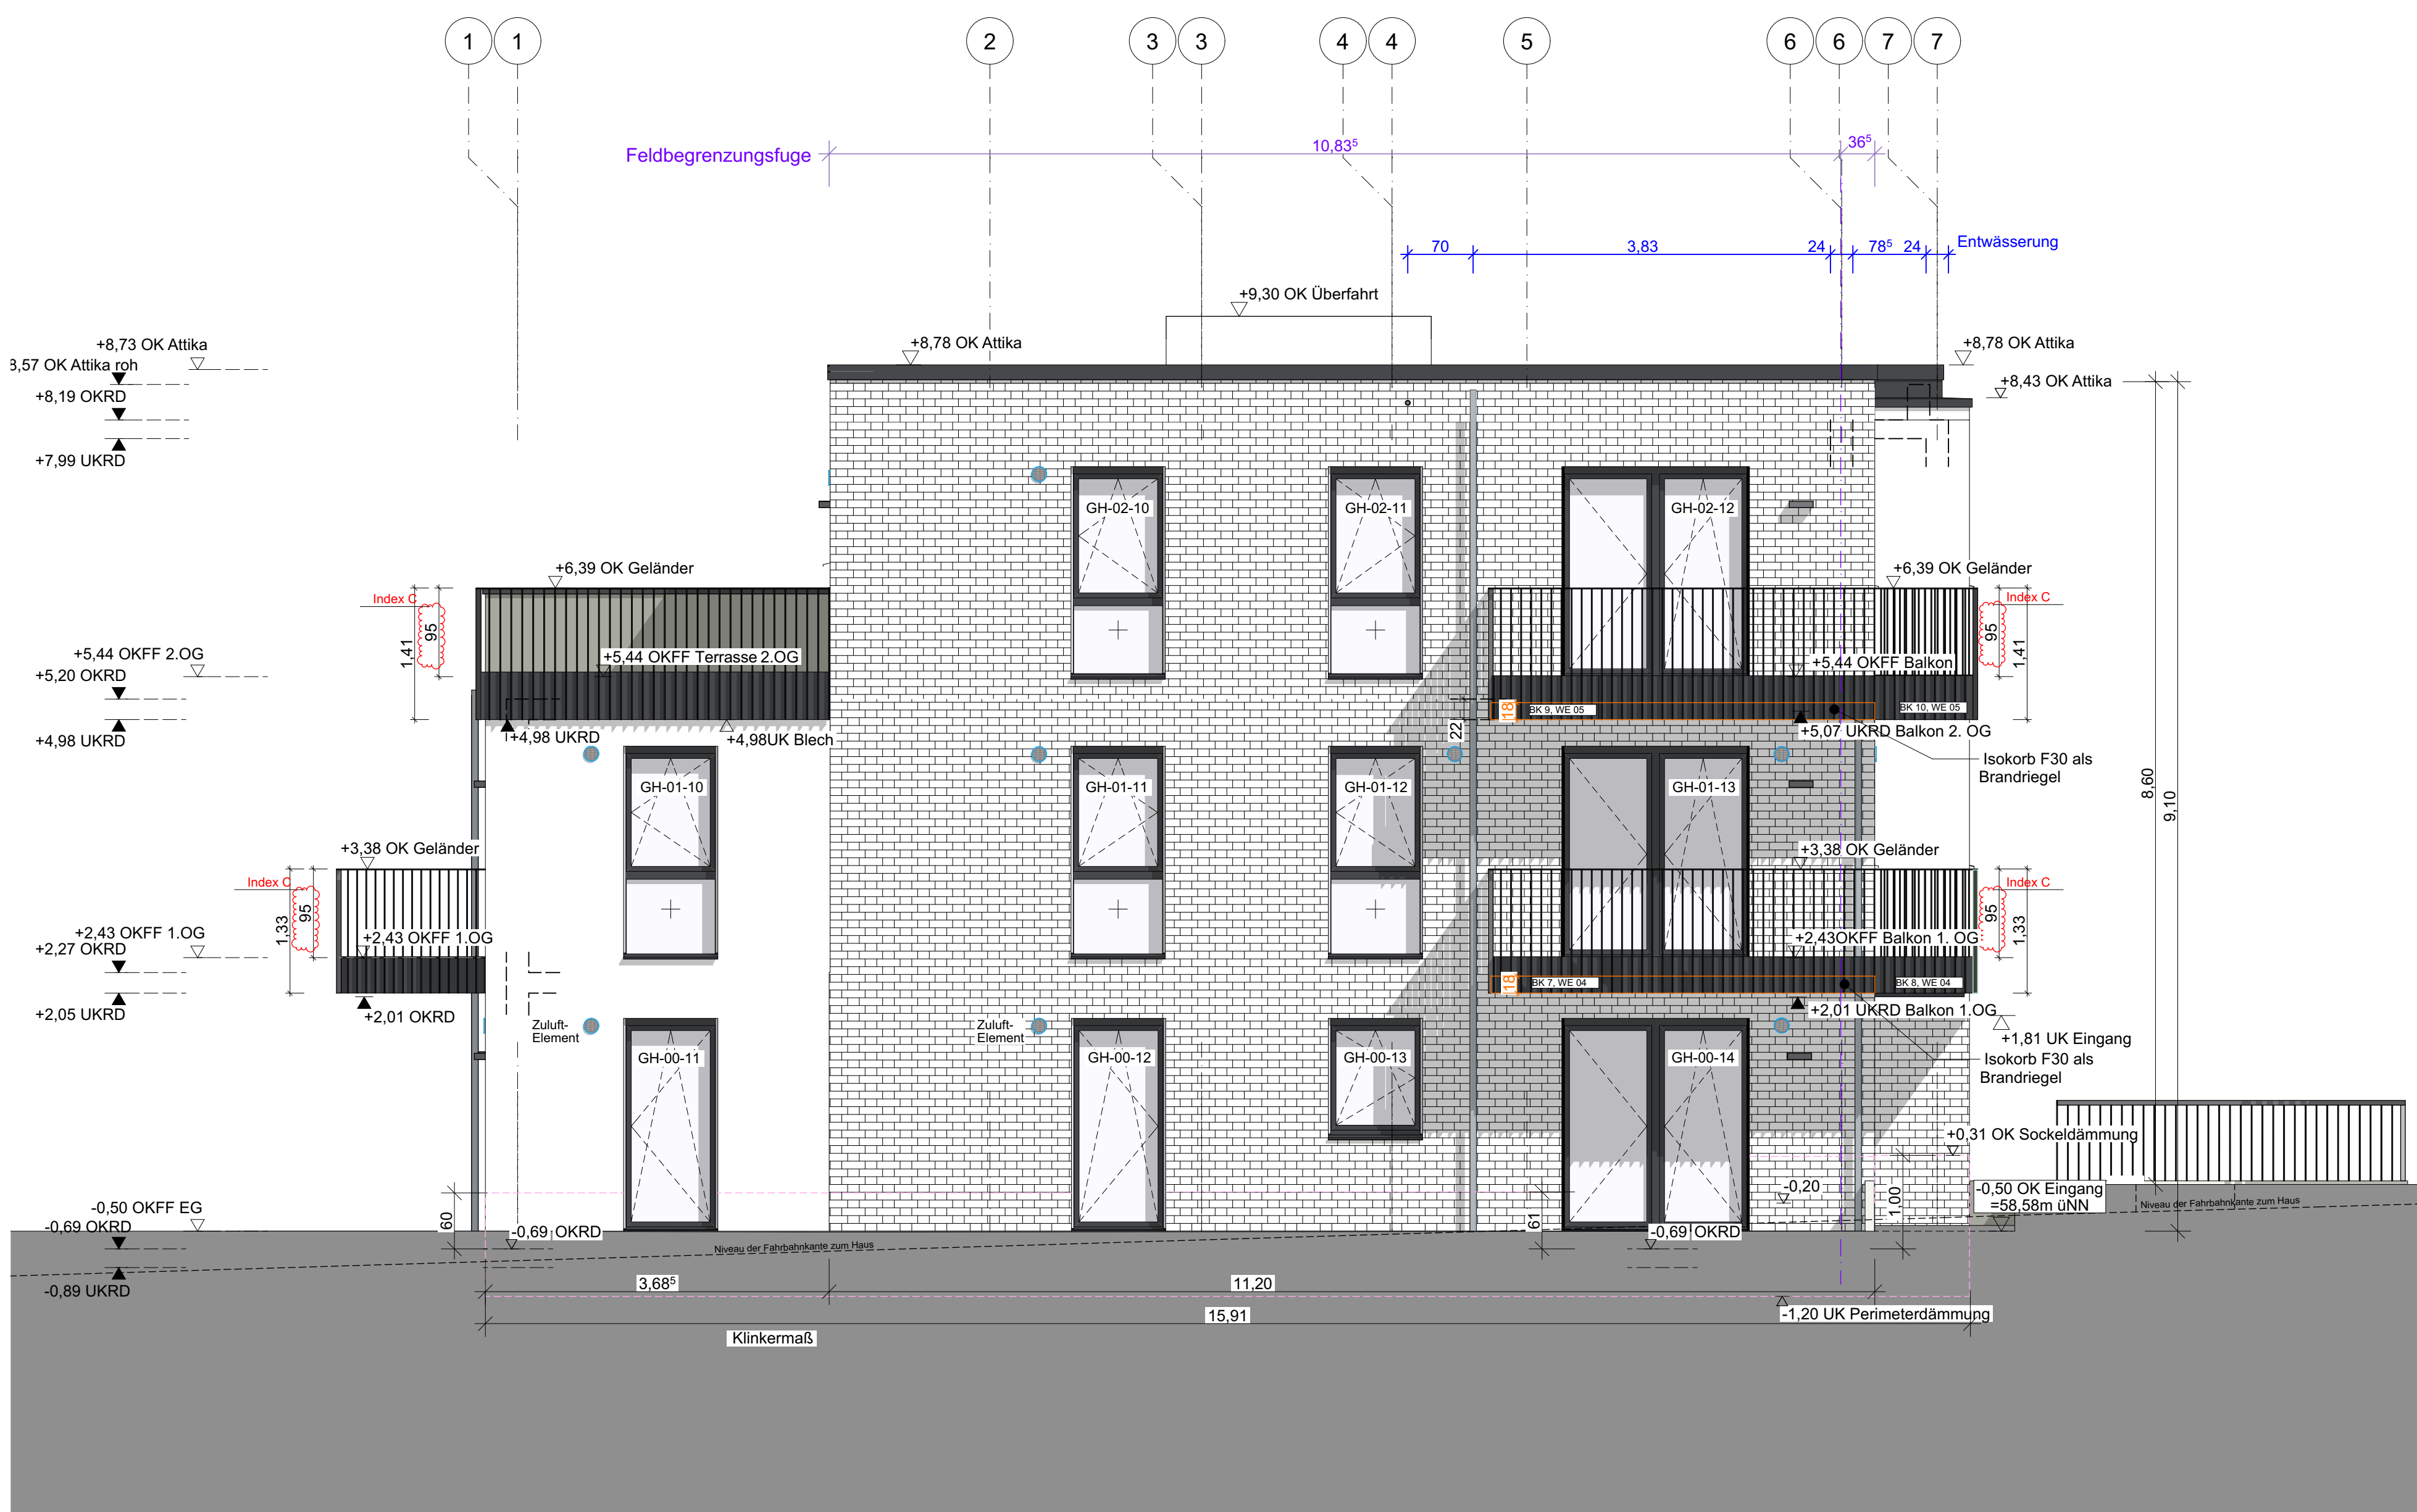 1 1 2 3 3 4 4 5 6 6 7 7
Feldbegrenzungsfuge
10,83⁵
36⁵
70
3,83
24
78⁵
24
Entwässerung
+9,30 OK Überfahrt
+8,73 OK Attika
8,57 OK Attika roh
+8,19 OKRD
+7,99 UKRD
+8,78 OK Attika
+8,78 OK Attika
+8,43 OK Attika
GH-02-10
GH-02-11
GH-02-12
+6,39 OK Geländer
+6,39 OK Geländer
Index C
95
1,41
Index C
95
1,41
+5,44 OKFF 2.OG
+5,20 OKRD
+4,98 UKRD
+5,44 OKFF Terrasse 2.OG
+5,44 OKFF Balkon
18
BK 9, WE 05
BK 10, WE 05
22
+4,98 UKRD
+4,98UK Blech
+5,07 UKRD Balkon 2. OG
Isokorb F30 als
Brandriegel
8,60
9,10
GH-01-10
GH-01-11
GH-01-12
GH-01-13
+3,38 OK Geländer
+3,38 OK Geländer
Index C
95
1,33
Index C
95
1,33
+2,43 OKFF 1.OG
+2,27 OKRD
+2,05 UKRD
+2,43 OKFF 1.OG
+2,43OKFF Balkon 1. OG
18
BK 7, WE 04
BK 8, WE 04
+2,01 OKRD
+2,01 UKRD Balkon 1.OG
Zuluft-
Element
Zuluft-
Element
+1,81 UK Eingang
Isokorb F30 als
Brandriegel
GH-00-11
GH-00-12
GH-00-13
GH-00-14
+0,31 OK Sockeldämmung
-0,20
1,00
-0,50 OK Eingang
=58,58m üNN
Niveau der Fahrbahnkante zum Haus
-0,50 OKFF EG
-0,69 OKRD
-0,89 UKRD
60
-0,69 OKRD
61
-0,69 OKRD
Niveau der Fahrbahnkante zum Haus
3,68⁵
11,20
15,91
-1,20 UK Perimeterdämmung
Klinkermaß